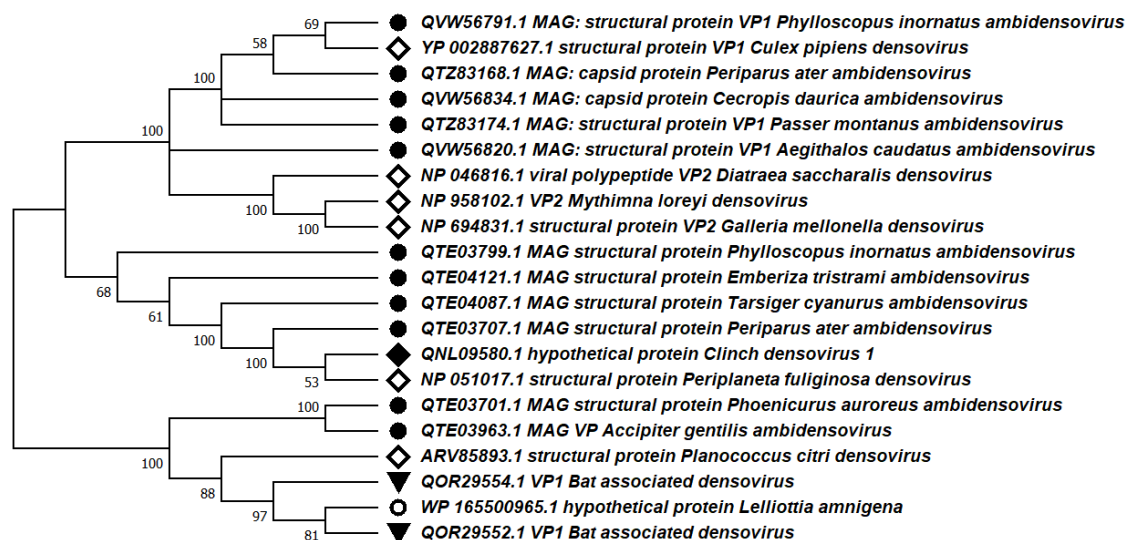 69
QVW56791.1 MAG: structural protein VP1 Phylloscopus inornatus ambidensovirus
58
YP 002887627.1 structural protein VP1 Culex pipiens densovirus
100
QTZ83168.1 MAG: capsid protein Periparus ater ambidensovirus
QVW56834.1 MAG: capsid protein Cecropis daurica ambidensovirus
QTZ83174.1 MAG: structural protein VP1 Passer montanus ambidensovirus
100
QVW56820.1 MAG: structural protein VP1 Aegithalos caudatus ambidensovirus
NP 046816.1 viral polypeptide VP2 Diatraea saccharalis densovirus
100
NP 958102.1 VP2 Mythimna loreyi densovirus
100
NP 694831.1 structural protein VP2 Galleria mellonella densovirus
QTE03799.1 MAG structural protein Phylloscopus inornatus ambidensovirus
68
QTE04121.1 MAG structural protein Emberiza tristrami ambidensovirus
61
QTE04087.1 MAG structural protein Tarsiger cyanurus ambidensovirus
100
QTE03707.1 MAG structural protein Periparus ater ambidensovirus
100
QNL09580.1 hypothetical protein Clinch densovirus 1
53
NP 051017.1 structural protein Periplaneta fuliginosa densovirus
100
QTE03701.1 MAG structural protein Phoenicurus auroreus ambidensovirus
QTE03963.1 MAG VP Accipiter gentilis ambidensovirus
100
ARV85893.1 structural protein Planococcus citri densovirus
88
QOR29554.1 VP1 Bat associated densovirus
97
WP 165500965.1 hypothetical protein Lelliottia amnigena
81
QOR29552.1 VP1 Bat associated densovirus